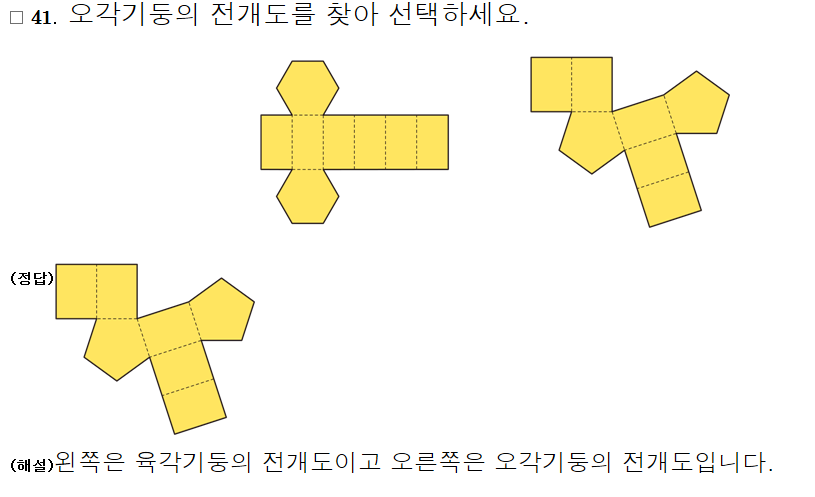 □ 41. 오각기둥의 전개도를 찾아 선택하세요.
(정답)
(해설)왼쪽은 육각기둥의 전개도이고 오른쪽은 오각기둥의 전개도입니다.